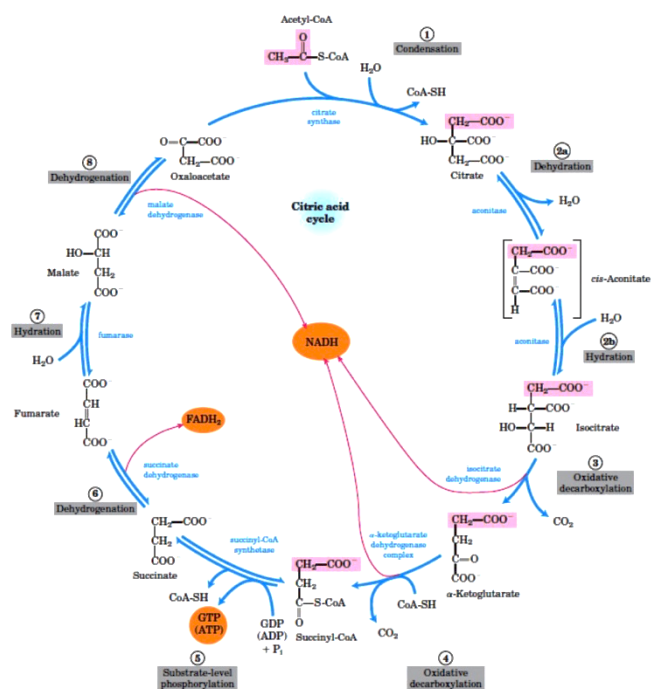 Acetyl-CoA
O
CH₃—C—S-CoA
①
Condensation
H₂O
CoA-SH
citrate
synthase
O=C—COO⁻
CH₂—COO⁻
Oxaloacetate
CH₂—COO⁻
HO—C—COO⁻
CH₂—COO⁻
Citrate
2a
Dehydration
H₂O
aconitase
⑧
Dehydrogenation
malate
dehydrogenase
Citric acid
cycle
COO⁻
HO—CH
CH₂
COO⁻
Malate
CH₂—COO⁻
C—COO⁻
C—COO⁻
H
cis-Aconitate
H₂O
aconitase
2b
Hydration
⑦
Hydration
fumarase
H₂O
NADH
COO⁻
CH
HC
COO⁻
Fumarate
CH₂—COO⁻
H—C—COO⁻
HO—C—H
COO⁻
Isocitrate
FADH₂
succinate
dehydrogenase
isocitrate
dehydrogenase
③
Oxidative
decarboxylation
CO₂
⑥
Dehydrogenation
CH₂—COO⁻
CH₂
COO⁻
Succinate
succinyl-CoA
synthetase
α-ketoglutarate
dehydrogenase
complex
CH₂—COO⁻
CH₂
C=O
COO⁻
α-Ketoglutarate
CH₂—COO⁻
CH₂
C—S-CoA
O
Succinyl-CoA
CoA-SH
GTP
(ATP)
GDP
(ADP)
+ Pᵢ
CoA-SH
CO₂
⑤
Substrate-level
phosphorylation
④
Oxidative
decarboxylation